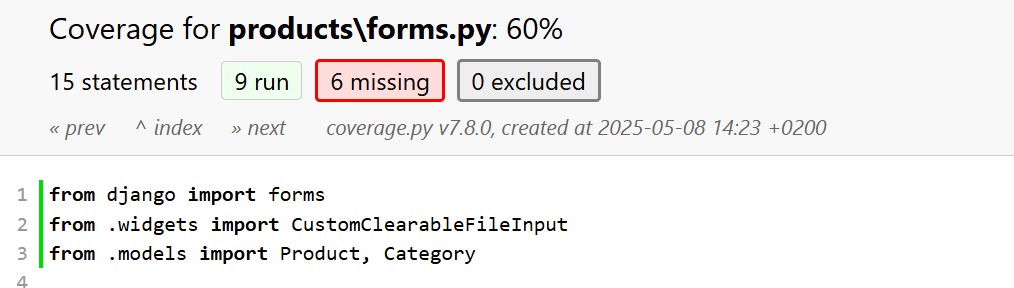 Coverage for products\forms.py: 60%
15 statements 9 run 6 missing 0 excluded
« prev ^ index » next coverage.py v7.8.0, created at 2025-05-08 14:23 +0200
1 from django import forms
2 from .widgets import CustomClearableFileInput
3 from .models import Product, Category
4